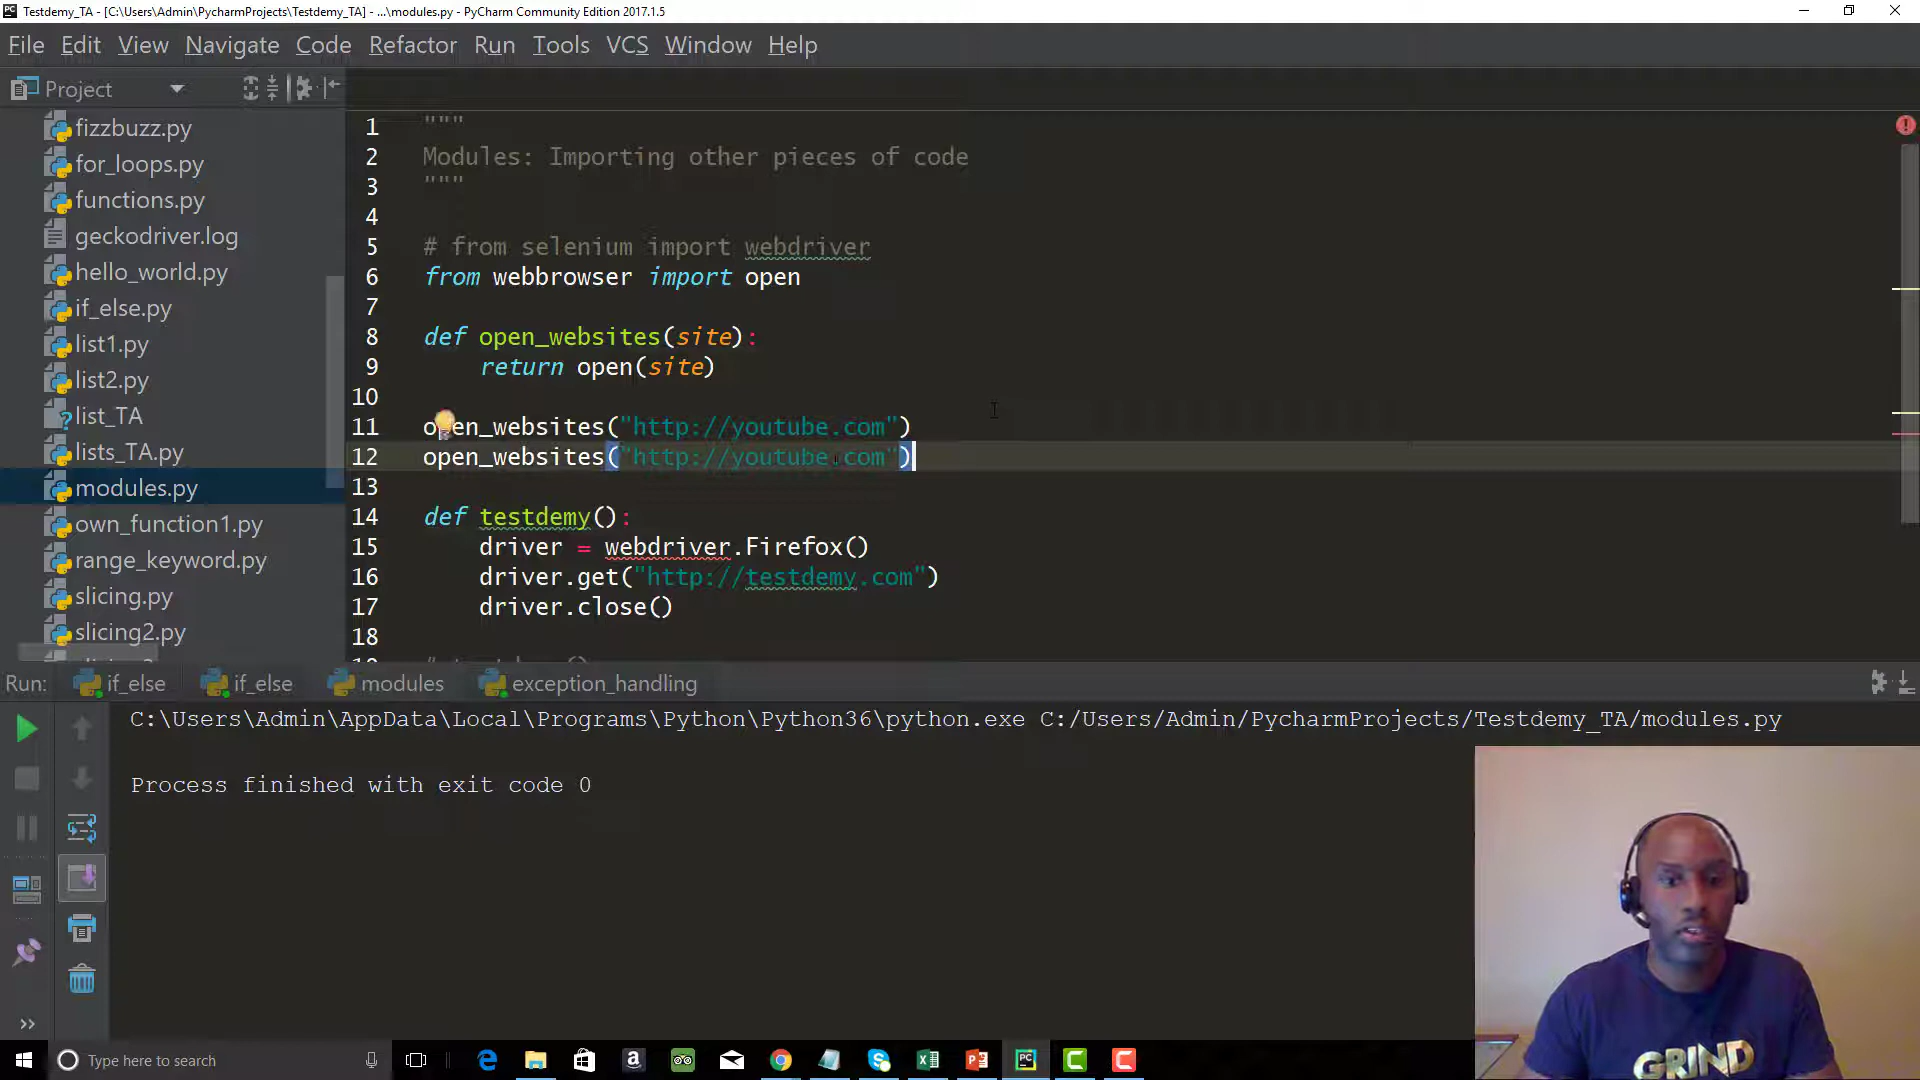 Testdemy_TA - [C:\Users\Admin\PycharmProjects\Testdemy_TA] - ...\modules.py - PyCharm Community Edition 2017.1.5
File Edit View Navigate Code Refactor Run Tools VCS Window Help
Project
fizzbuzz.py
for_loops.py
functions.py
geckodriver.log
hello_world.py
if_else.py
list1.py
list2.py
list_TA
lists_TA.py
modules.py
own_function1.py
range_keyword.py
slicing.py
slicing2.py
1 """
2 Modules: Importing other pieces of code
3 """
4
5 # from selenium import webdriver
6 from webbrowser import open
7
8 def open_websites(site):
9 return open(site)
10
11 open_websites("http://youtube.com")
12 open_websites("http://youtube.com")
13
14 def testdemy():
15 driver = webdriver.Firefox()
16 driver.get("http://testdemy.com")
17 driver.close()
18
Run: if_else if_else modules exception_handling
C:\Users\Admin\AppData\Local\Programs\Python\Python36\python.exe C:/Users/Admin/PycharmProjects/Testdemy_TA/modules.py
Process finished with exit code 0
GRIND
Type here to search